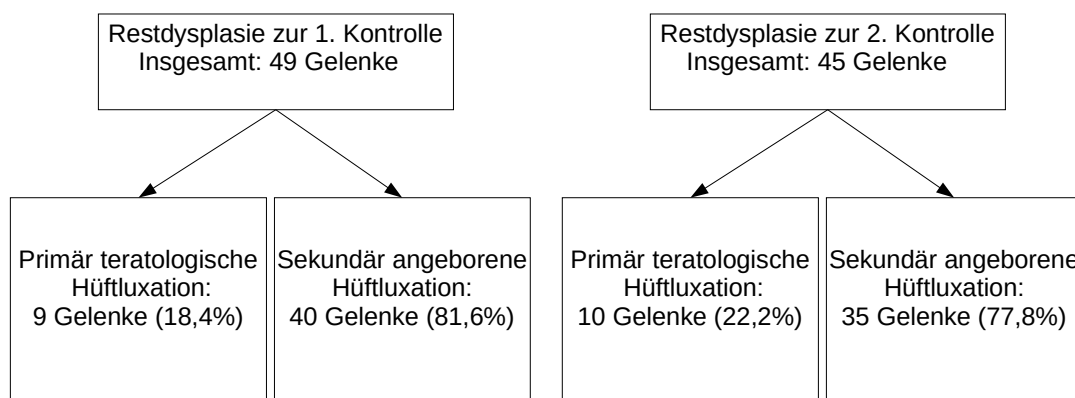 Restdysplasie zur 1. Kontrolle
Insgesamt: 49 Gelenke
Restdysplasie zur 2. Kontrolle
Insgesamt: 45 Gelenke
Primär teratologische
Hüftluxation:
9 Gelenke (18,4%)
Sekundär angeborene
Hüftluxation:
40 Gelenke (81,6%)
Primär teratologische
Hüftluxation:
10 Gelenke (22,2%)
Sekundär angeborene
Hüftluxation:
35 Gelenke (77,8%)